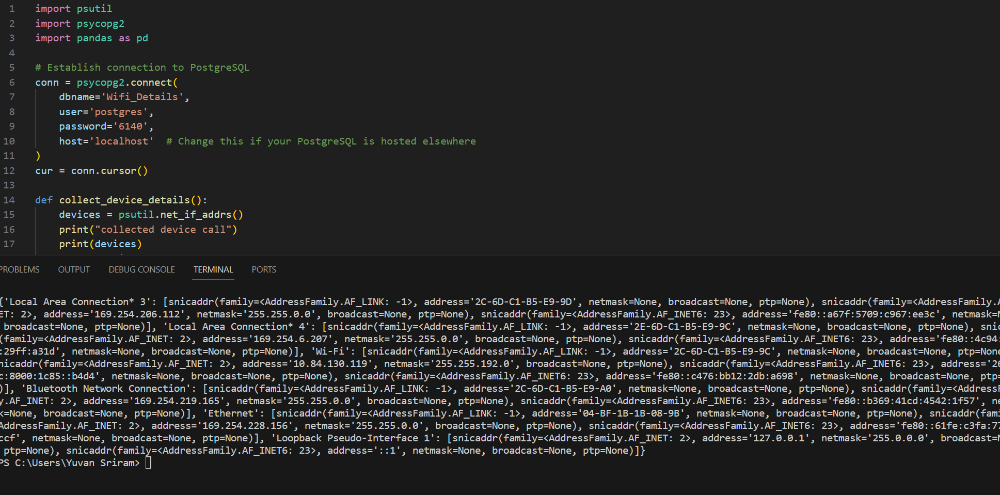 1 import psutil
2 import psycopg2
3 import pandas as pd
4
5 # Establish connection to PostgreSQL
6 conn = psycopg2.connect(
7     dbname='Wifi_Details',
8     user='postgres',
9     password='6140',
10     host='localhost'  # Change this if your PostgreSQL is hosted elsewhere
11 )
12 cur = conn.cursor()
13
14 def collect_device_details():
15     devices = psutil.net_if_addrs()
16     print("collected device call")
17     print(devices)
PROBLEMS OUTPUT DEBUG CONSOLE TERMINAL PORTS
{'Local Area Connection* 3': [snicaddr(family=<AddressFamily.AF_LINK: -1>, address='2C-6D-C1-B5-E9-9D', netmask=None, broadcast=None, ptp=None), snicaddr(family=<AddressFamily.A
ET: 2>, address='169.254.206.112', netmask='255.255.0.0', broadcast=None, ptp=None), snicaddr(family=<AddressFamily.AF_INET6: 23>, address='fe80::a67f:5709:c967:ee3c', netmask=N
 broadcast=None, ptp=None)], 'Local Area Connection* 4': [snicaddr(family=<AddressFamily.AF_LINK: -1>, address='2E-6D-C1-B5-E9-9C', netmask=None, broadcast=None, ptp=None), snic
(family=<AddressFamily.AF_INET: 2>, address='169.254.6.207', netmask='255.255.0.0', broadcast=None, ptp=None), snicaddr(family=<AddressFamily.AF_INET6: 23>, address='fe80::4c94:
:29ff:a31d', netmask=None, broadcast=None, ptp=None)], 'Wi-Fi': [snicaddr(family=<AddressFamily.AF_LINK: -1>, address='2C-6D-C1-B5-E9-9C', netmask=None, broadcast=None, ptp=None
snicaddr(family=<AddressFamily.AF_INET: 2>, address='10.84.130.119', netmask='255.255.192.0', broadcast=None, ptp=None), snicaddr(family=<AddressFamily.AF_INET6: 23>, address='2
c:8000:1c85::b4d4', netmask=None, broadcast=None, ptp=None), snicaddr(family=<AddressFamily.AF_INET6: 23>, address='fe80::c476:bb12:2db:a698', netmask=None, broadcast=None, ptp=
)], 'Bluetooth Network Connection': [snicaddr(family=<AddressFamily.AF_LINK: -1>, address='2C-6D-C1-B5-E9-A0', netmask=None, broadcast=None, ptp=None), snicaddr(family=<AddressF
y.AF_INET: 2>, address='169.254.219.165', netmask='255.255.0.0', broadcast=None, ptp=None), snicaddr(family=<AddressFamily.AF_INET6: 23>, address='fe80::b369:41cd:4542:1f57', ne
k=None, broadcast=None, ptp=None)], 'Ethernet': [snicaddr(family=<AddressFamily.AF_LINK: -1>, address='04-BF-1B-1B-08-9B', netmask=None, broadcast=None, ptp=None), snicaddr(fami
AddressFamily.AF_INET: 2>, address='169.254.228.156', netmask='255.255.0.0', broadcast=None, ptp=None), snicaddr(family=<AddressFamily.AF_INET6: 23>, address='fe80::61fe:c3fa:77
ccf', netmask=None, broadcast=None, ptp=None)], 'Loopback Pseudo-Interface 1': [snicaddr(family=<AddressFamily.AF_INET: 2>, address='127.0.0.1', netmask='255.0.0.0', broadcast=N
 ptp=None), snicaddr(family=<AddressFamily.AF_INET6: 23>, address='::1', netmask=None, broadcast=None, ptp=None)]}
PS C:\Users\Yuvan Sriram>